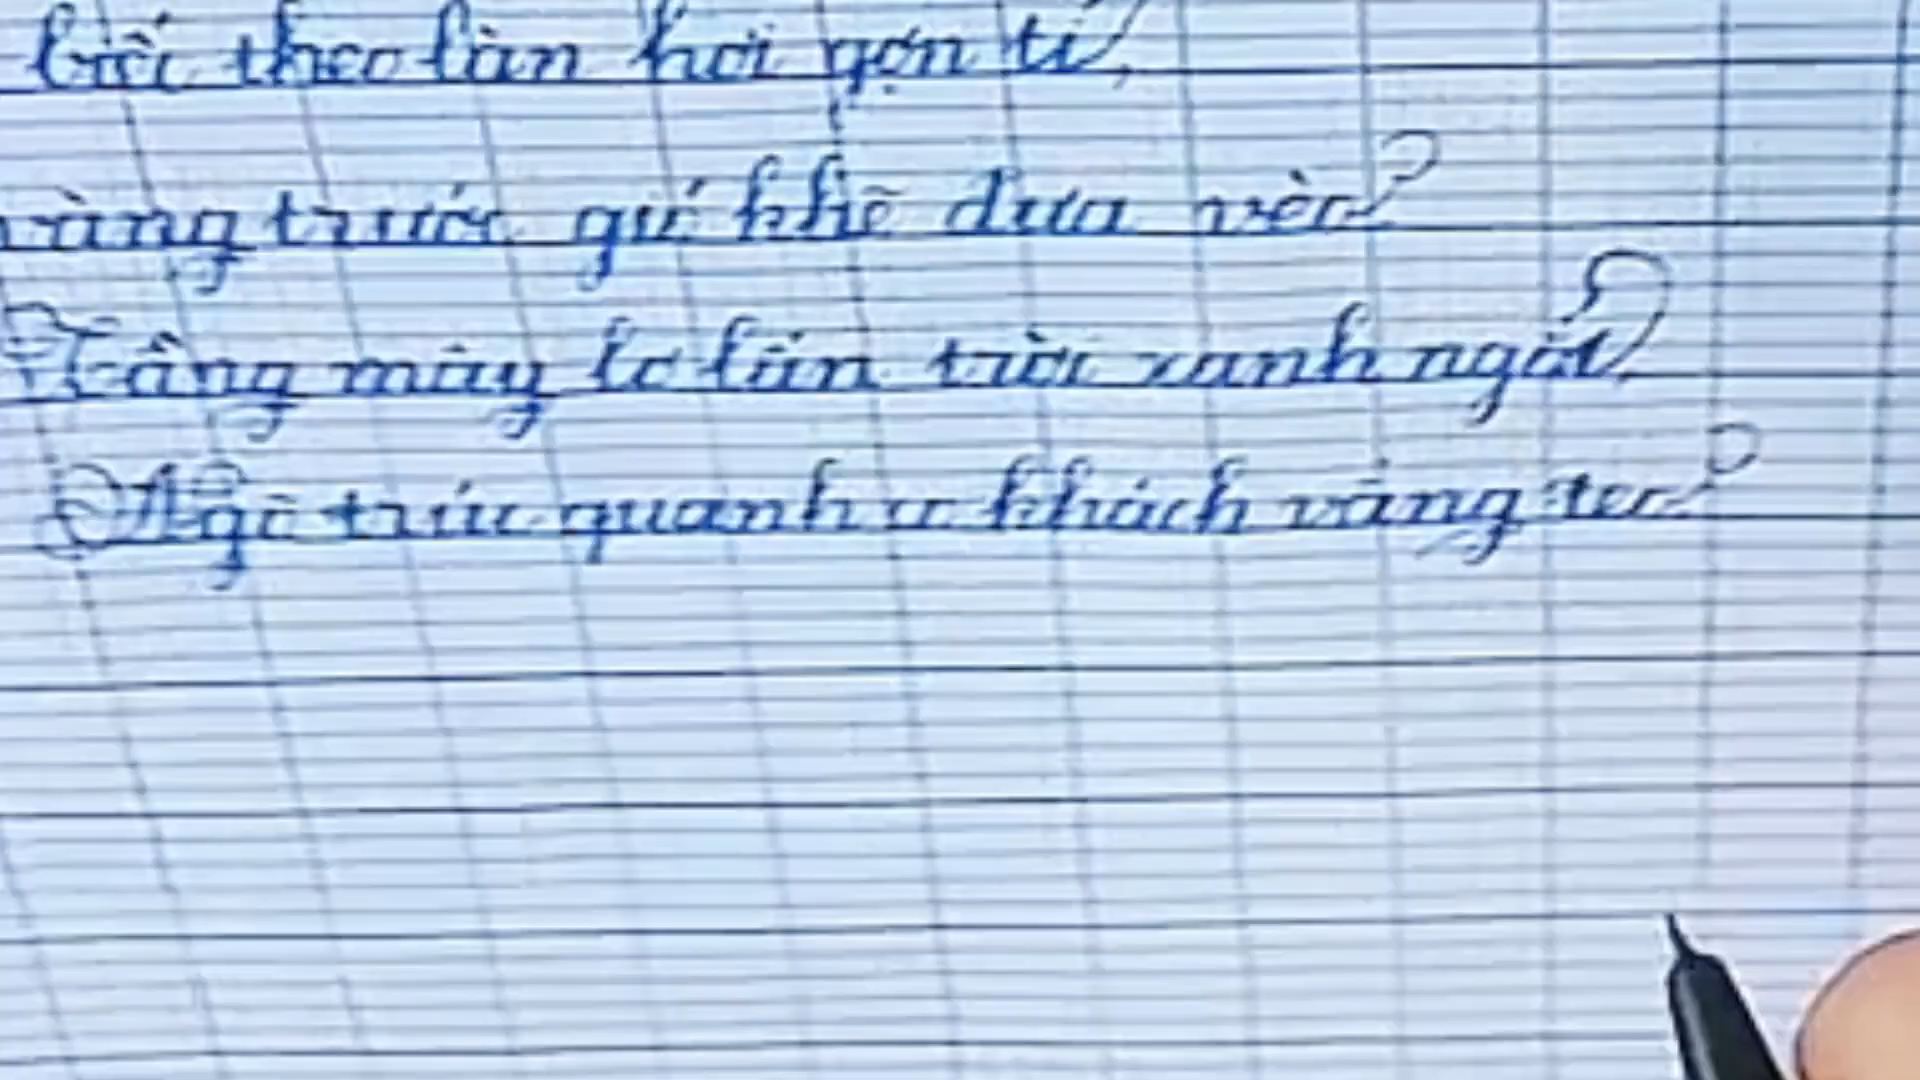 biếc theo làn hơi gợn tí,
vàng trước gió khẽ đưa vèo.
Tầng mây lơ lửng trời xanh ngắt,
Ngõ trúc quanh co khách vắng teo.